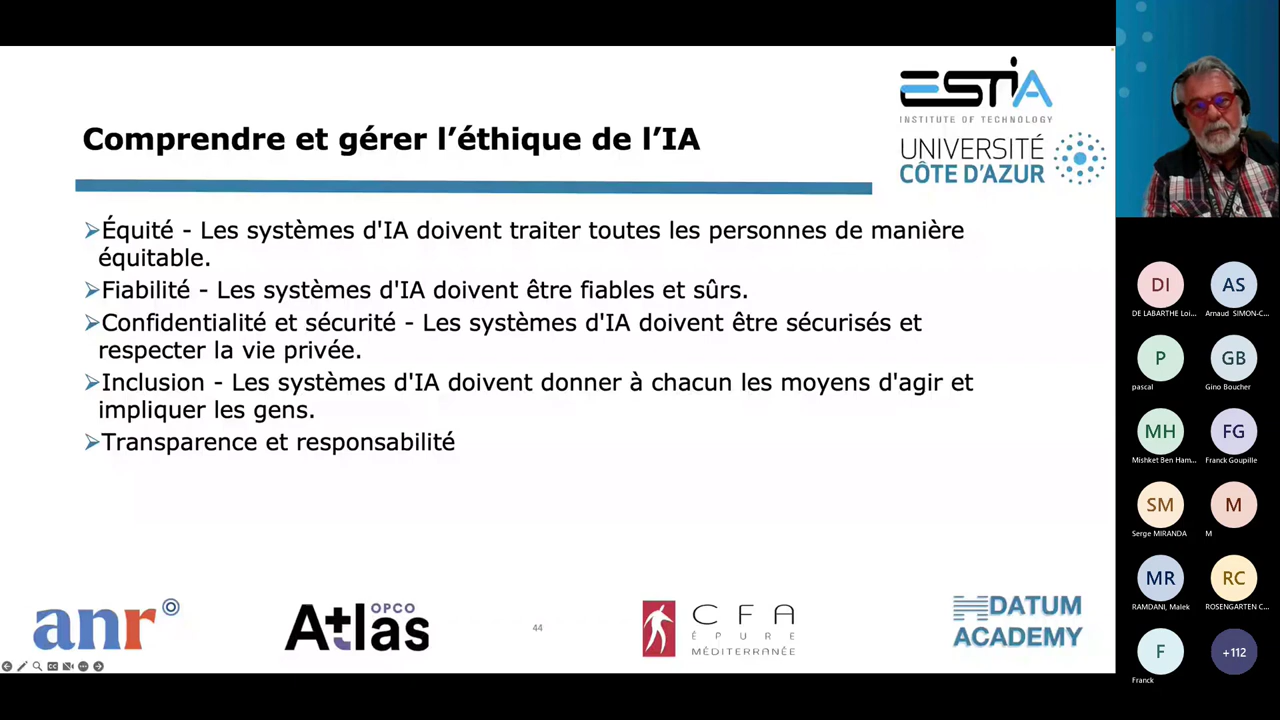 ESTIA
INSTITUTE OF TECHNOLOGY
UNIVERSITÉ
CÔTE D'AZUR
Comprendre et gérer l’éthique de l’IA
Équité - Les systèmes d'IA doivent traiter toutes les personnes de manière
équitable.
Fiabilité - Les systèmes d'IA doivent être fiables et sûrs.
Confidentialité et sécurité - Les systèmes d'IA doivent être sécurisés et
respecter la vie privée.
Inclusion - Les systèmes d'IA doivent donner à chacun les moyens d'agir et
impliquer les gens.
Transparence et responsabilité
anr
OPCO
Atlas
44
CFA
ÉPURE
MÉDITERRANÉE
DATUM
ACADEMY
DI
DE LABARTHE Loi...
AS
Arnaud SIMON-C...
P
pascal
GB
Gino Boucher
MH
Mishket Ben Ham...
FG
Franck Goupille
SM
Serge MIRANDA
M
M
MR
RAMDANI, Malek
RC
ROSENGARTEN C...
F
Franck
+112